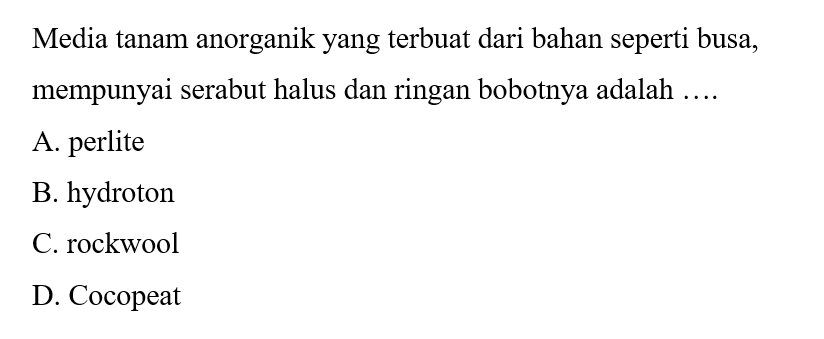 Media tanam anorganik yang terbuat dari bahan seperti busa,
mempunyai serabut halus dan ringan bobotnya adalah ....
A. perlite
B. hydroton
C. rockwool
D. Cocopeat